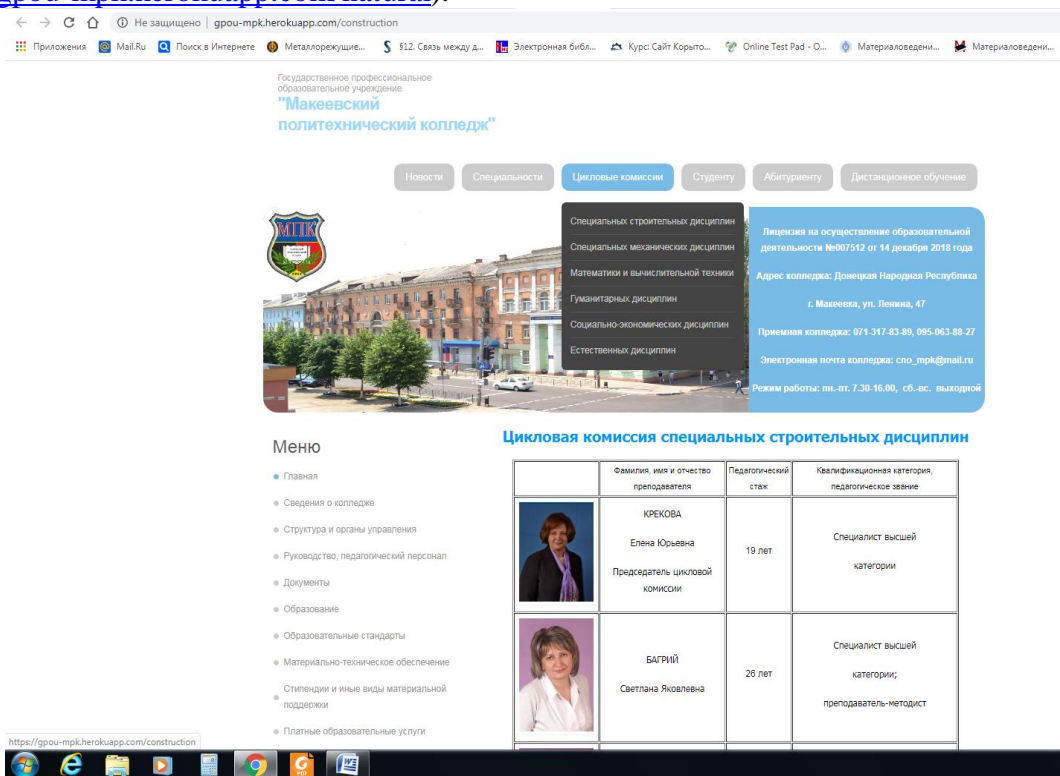 gpou-mpk.herokuapp.com/natural).
Не защищено | gpou-mpk.herokuapp.com/construction
Приложения Mail.Ru Поиск в Интернете Металлорежущие... §12. Связь между д... Электронная библ... Курс: Сайт Корыто... Online Test Pad - О... Материаловедени... Материаловедени...
Государственное профессиональное
образовательное учреждение
"Макеевский
политехнический колледж"
Новости Специальности Цикловые комиссии Студенту Абитуриенту Дистанционное обучение
МПК
Специальных строительных дисциплин
Специальных механических дисциплин
Математики и вычислительной техники
Гуманитарных дисциплин
Социально-экономических дисциплин
Естественных дисциплин
Лицензия на осуществление образовательной
деятельности №007512 от 14 декабря 2018 года
Адрес колледжа: Донецкая Народная Республика
г. Макеевка, ул. Ленина, 47
Приемная колледжа: 071-317-83-89, 095-063-88-27
Электронная почта колледжа: cno_mpk@mail.ru
Режим работы: пн.-пт. 7.30-16.00, сб.-вс. выходной
Меню
Главная
Сведения о колледже
Структура и органы управления
Руководство, педагогический персонал
Документы
Образование
Образовательные стандарты
Материально-техническое обеспечение
Стипендии и иные виды материальной
поддержки
Платные образовательные услуги
Цикловая комиссия специальных строительных дисциплин
Фамилия, имя и отчество
преподавателя
Педагогический
стаж
Квалификационная категория,
педагогическое звание
КРЕКОВА
Елена Юрьевна
Председатель цикловой
комиссии
19 лет
Специалист высшей
категории
БАГРИЙ
Светлана Яковлевна
26 лет
Специалист высшей
категории;
преподаватель-методист
https://gpou-mpk.herokuapp.com/construction